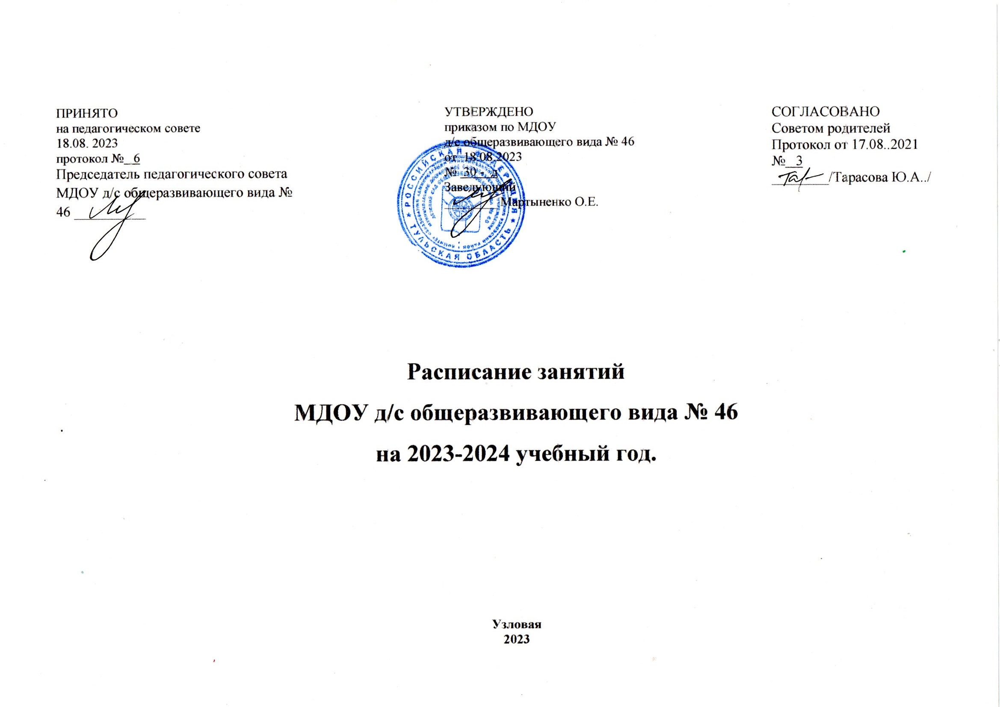 ПРИНЯТО
на педагогическом совете
18.08. 2023
протокол № 6
Председатель педагогического совета
МДОУ д/с общеразвивающего вида №
46
УТВЕРЖДЕНО
приказом по МДОУ
д/с общеразвивающего вида № 46
от 18.08.2023
№ 30 - д
Заведующий
Мартыненко О.Е.
РОССИЙСКАЯ ФЕДЕРАЦИЯ
ТУЛЬСКАЯ ОБЛАСТЬ
СОГЛАСОВАНО
Советом родителей
Протокол от 17.08..2021
№ 3
/Тарасова Ю.А../
Расписание занятий
МДОУ д/с общеразвивающего вида № 46
на 2023-2024 учебный год.
Узловая
2023